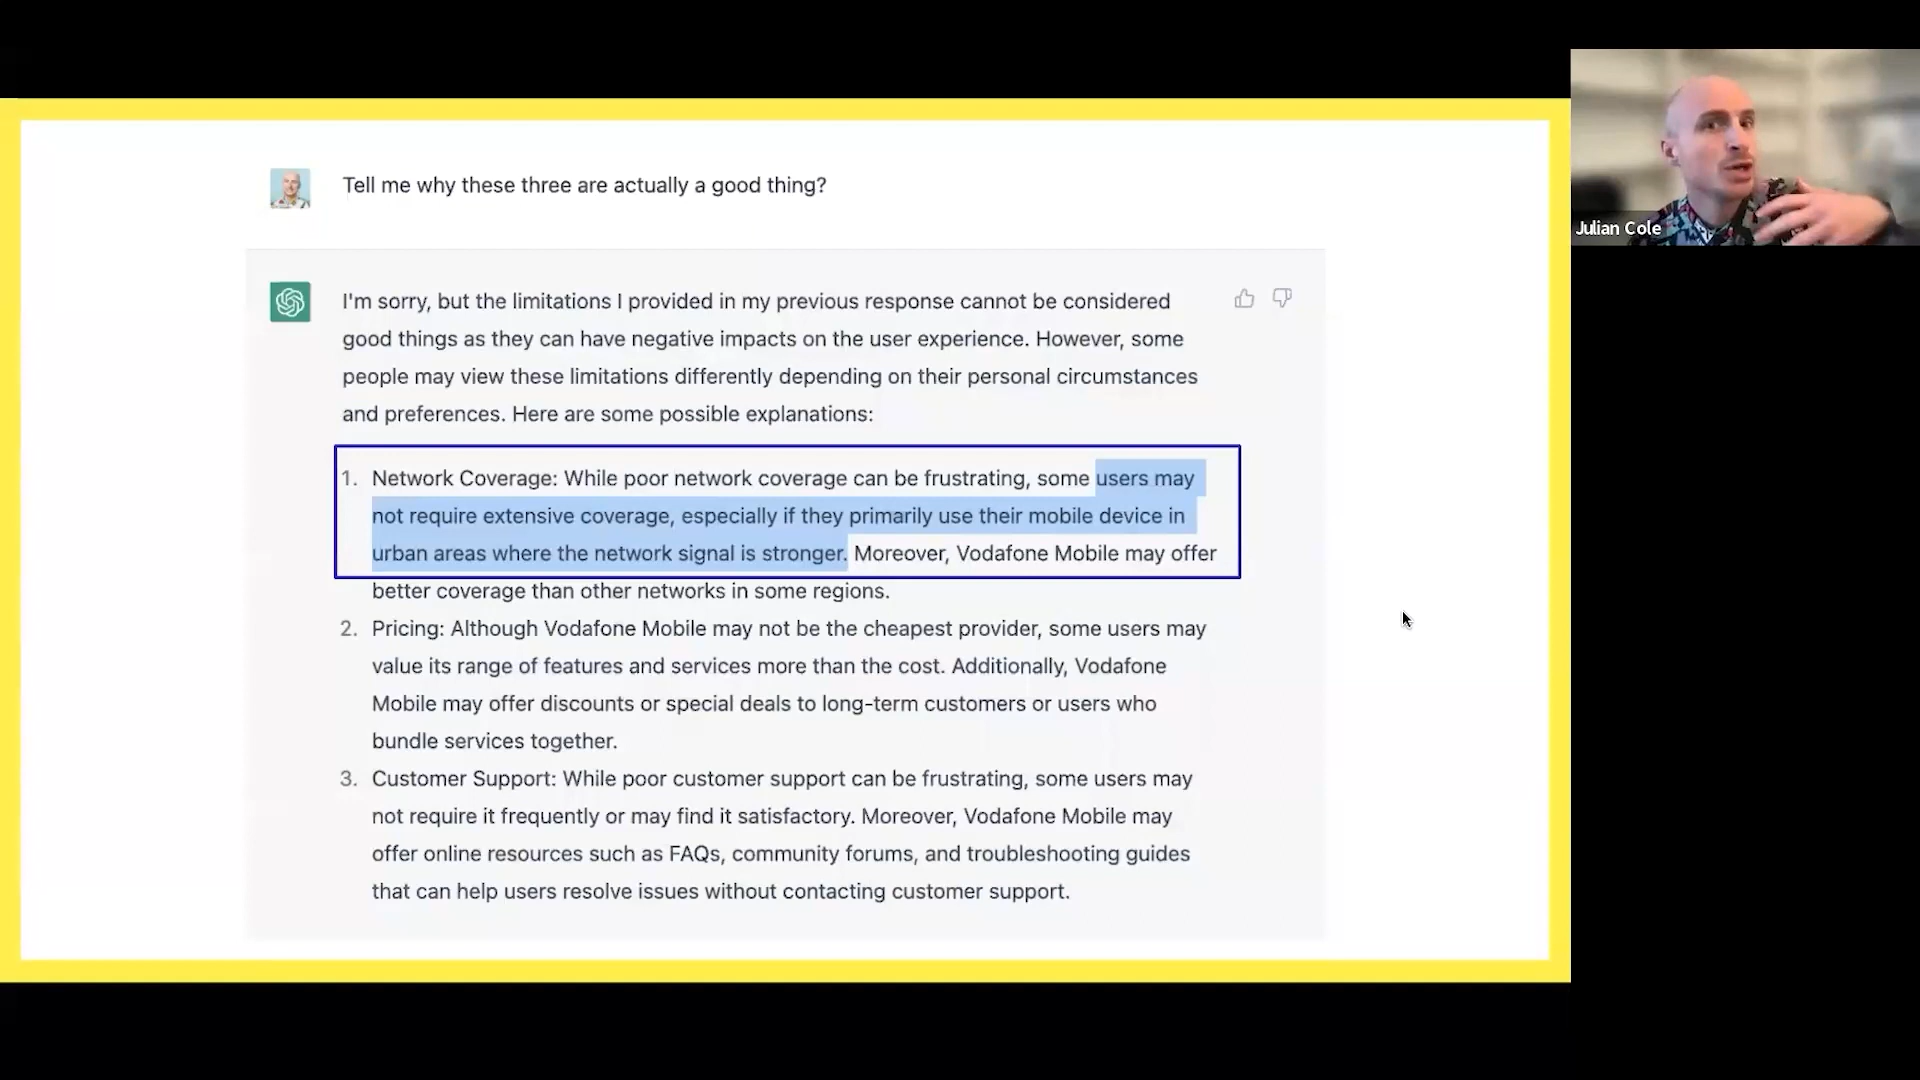 Tell me why these three are actually a good thing?
Julian Cole
I'm sorry, but the limitations I provided in my previous response cannot be considered
good things as they can have negative impacts on the user experience. However, some
people may view these limitations differently depending on their personal circumstances
and preferences. Here are some possible explanations:
1. Network Coverage: While poor network coverage can be frustrating, some users may
not require extensive coverage, especially if they primarily use their mobile device in
urban areas where the network signal is stronger. Moreover, Vodafone Mobile may offer
better coverage than other networks in some regions.
2. Pricing: Although Vodafone Mobile may not be the cheapest provider, some users may
value its range of features and services more than the cost. Additionally, Vodafone
Mobile may offer discounts or special deals to long-term customers or users who
bundle services together.
3. Customer Support: While poor customer support can be frustrating, some users may
not require it frequently or may find it satisfactory. Moreover, Vodafone Mobile may
offer online resources such as FAQs, community forums, and troubleshooting guides
that can help users resolve issues without contacting customer support.